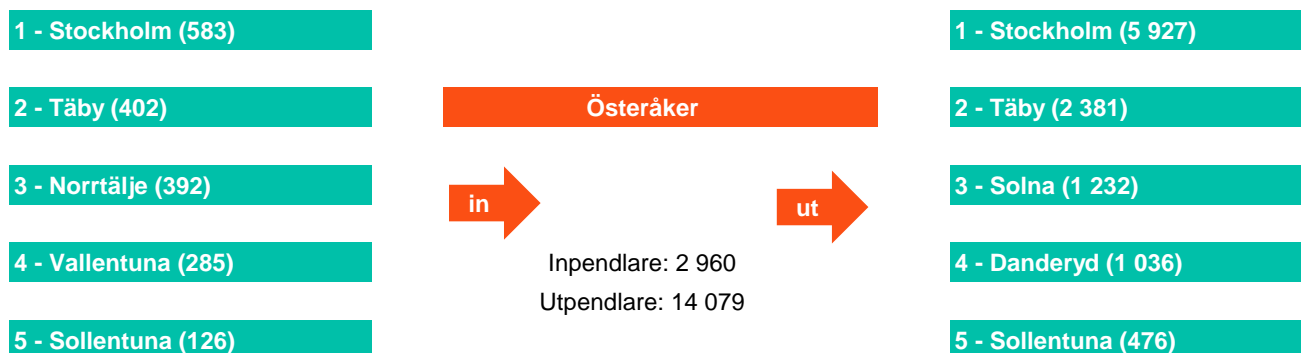 1 - Stockholm (583)
2 - Täby (402)
3 - Norrtälje (392)
4 - Vallentuna (285)
5 - Sollentuna (126)
Österåker
in
ut
Inpendlare: 2 960
Utpendlare: 14 079
1 - Stockholm (5 927)
2 - Täby (2 381)
3 - Solna (1 232)
4 - Danderyd (1 036)
5 - Sollentuna (476)